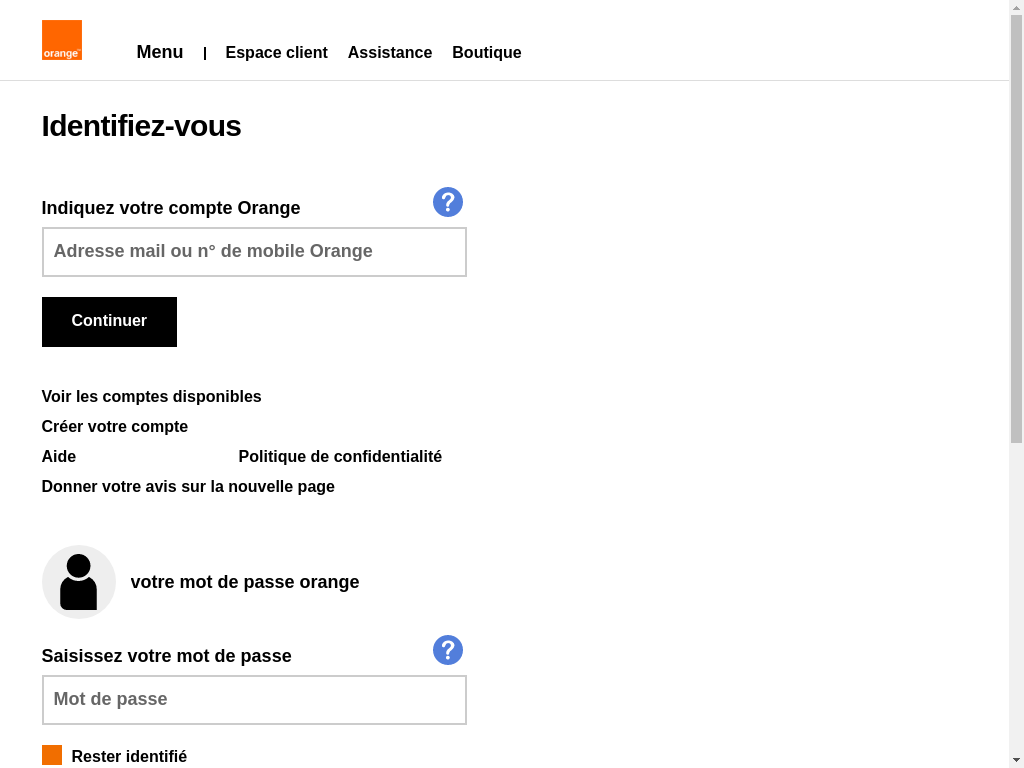 orange™
Menu | Espace client Assistance Boutique
Identifiez-vous
Indiquez votre compte Orange ?
Adresse mail ou n° de mobile Orange
Continuer
Voir les comptes disponibles
Créer votre compte
Aide Politique de confidentialité
Donner votre avis sur la nouvelle page
votre mot de passe orange
Saisissez votre mot de passe ?
Mot de passe
Rester identifié